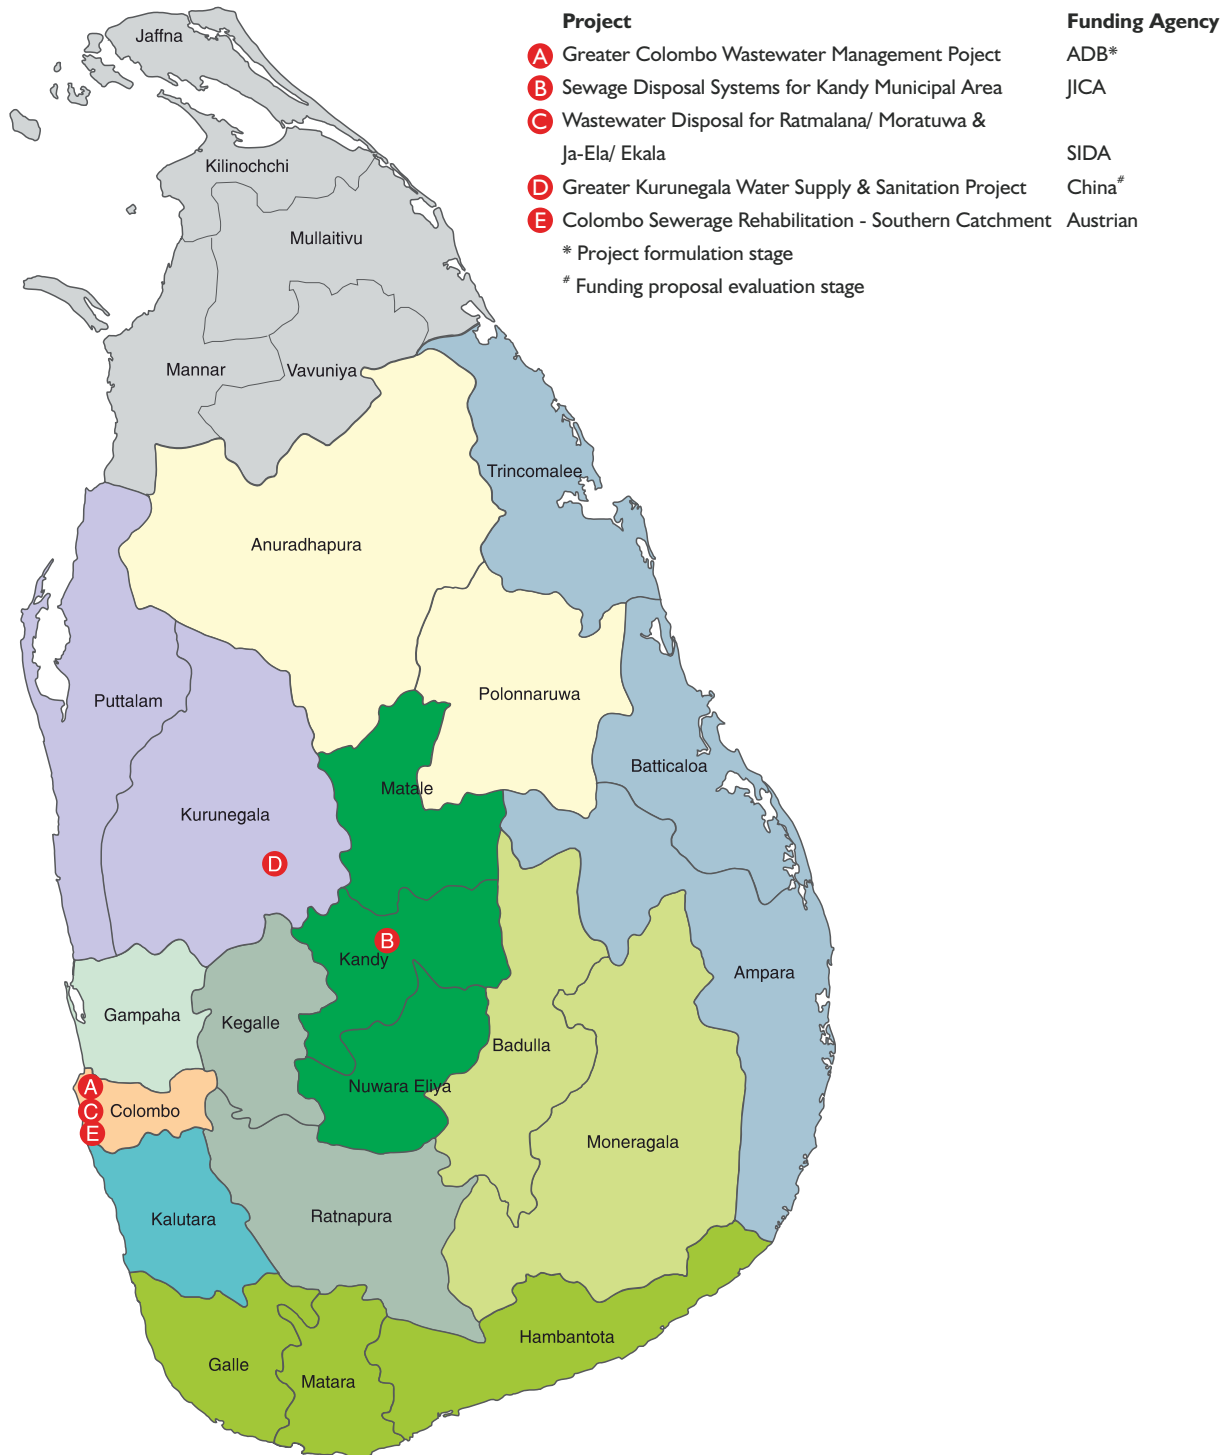 Project Funding Agency
A Greater Colombo Wastewater Management Poject ADB*
B Sewage Disposal Systems for Kandy Municipal Area JICA
C Wastewater Disposal for Ratmalana/ Moratuwa &
Ja-Ela/ Ekala SIDA
D Greater Kurunegala Water Supply & Sanitation Project China#
E Colombo Sewerage Rehabilitation - Southern Catchment Austrian
* Project formulation stage
# Funding proposal evaluation stage
Jaffna
Kilinochchi
Mullaitivu
Mannar
Vavuniya
Trincomalee
Anuradhapura
Polonnaruwa
Puttalam
Batticaloa
Matale
Kurunegala
D
B
Kandy
Ampara
Gampaha
Kegalle
Badulla
A
Nuwara Eliya
C
Colombo
E
Moneragala
Kalutara
Ratnapura
Hambantota
Galle
Matara